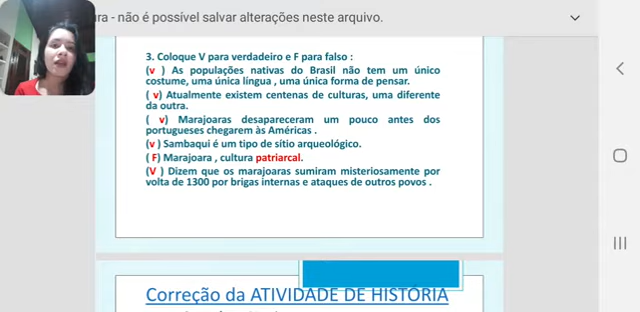 ura - não é possível salvar alterações neste arquivo.
3. Coloque V para verdadeiro e F para falso :
(v ) As populações nativas do Brasil não tem um único
costume, uma única língua , uma única forma de pensar.
( v) Atualmente existem centenas de culturas, uma diferente
da outra.
( v) Marajoaras desapareceram um pouco antes dos
portugueses chegarem às Américas .
(v ) Sambaqui é um tipo de sítio arqueológico.
( F) Marajoara , cultura patriarcal.
(V ) Dizem que os marajoaras sumiram misteriosamente por
volta de 1300 por brigas internas e ataques de outros povos .
Correção da ATIVIDADE DE HISTÓRIA